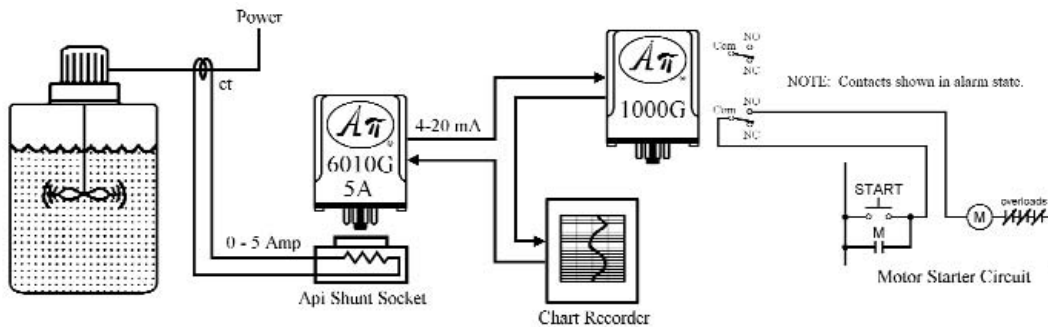 Power
ct
Aπ
®
6010G
5A
4-20 mA
0 - 5 Amp
Api Shunt Socket
Aπ
®
1000G
Chart Recorder
NO
Com
NC
NOTE: Contacts shown in alarm state.
NO
Com
NC
START
M
M
overloads
Motor Starter Circuit